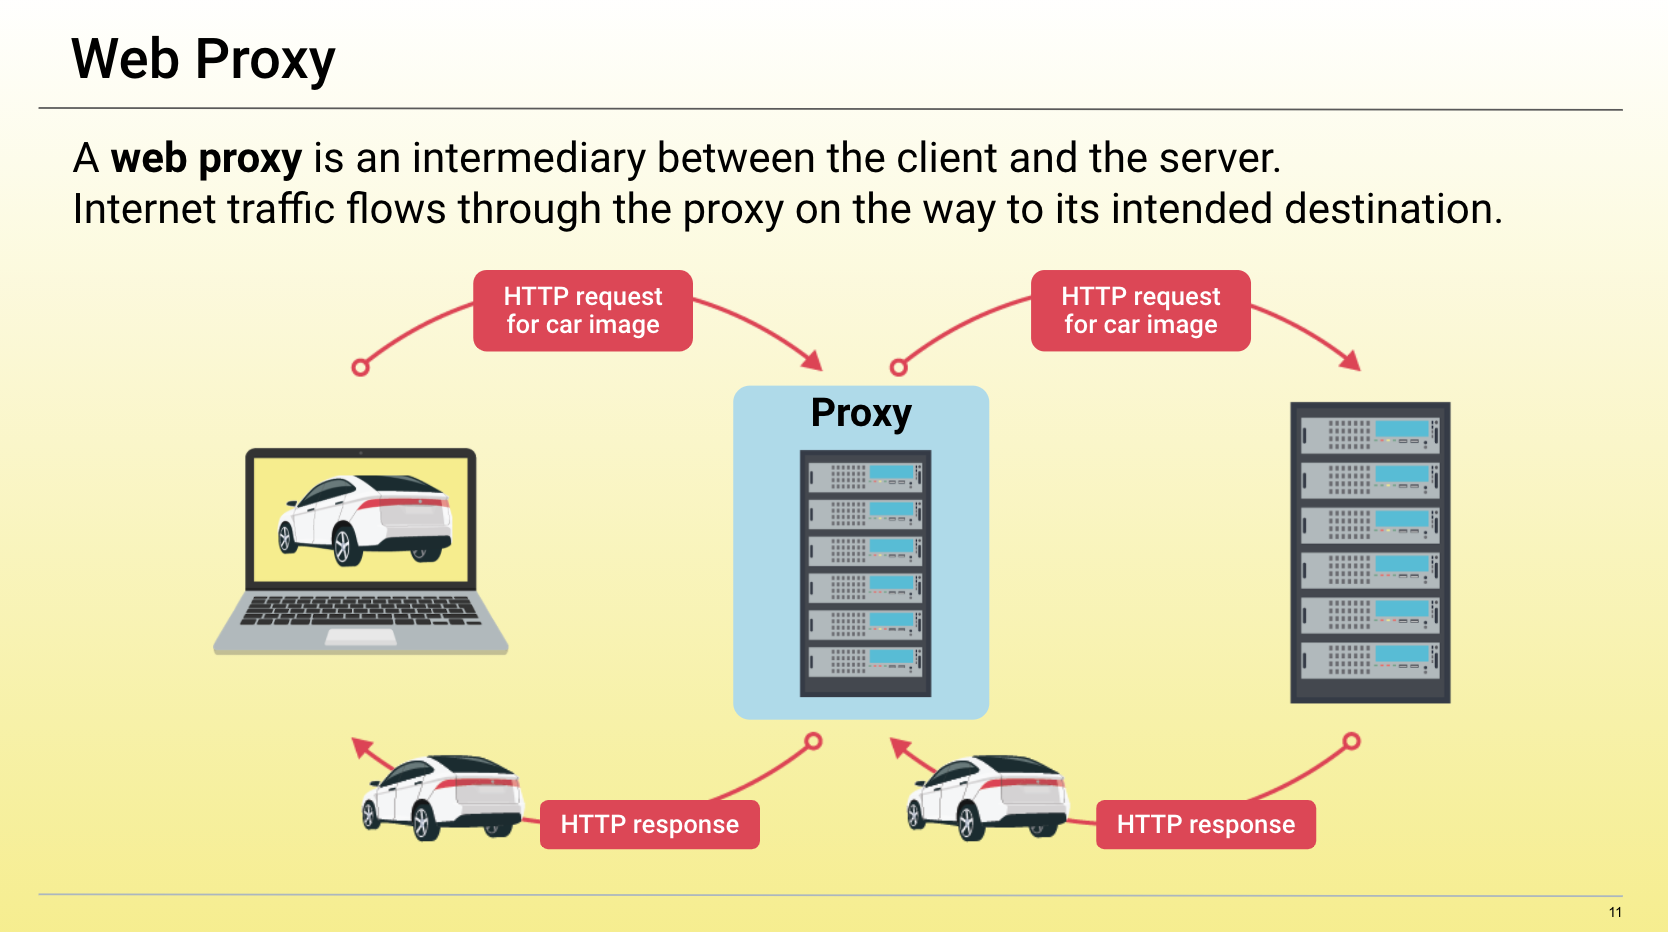 Web Proxy
A web proxy is an intermediary between the client and the server.
Internet traffic flows through the proxy on the way to its intended destination.
HTTP request
for car image
HTTP request
for car image
Proxy
HTTP response
HTTP response
11